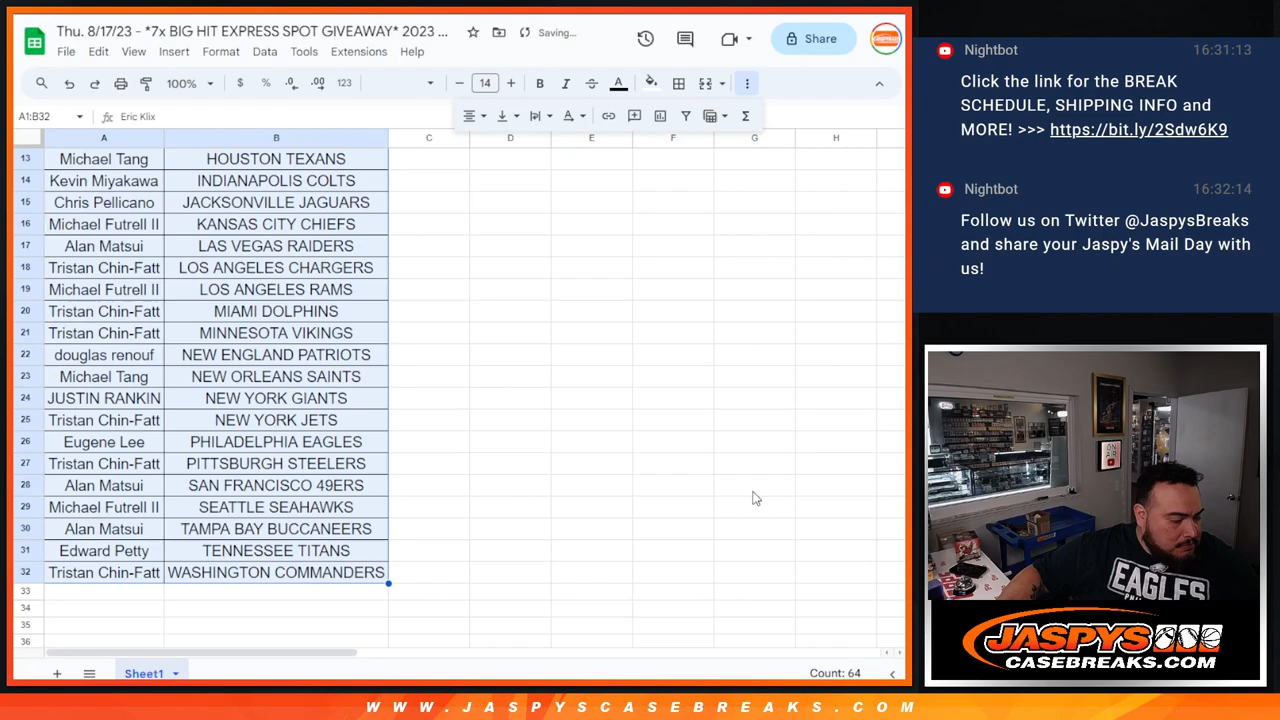 Thu. 8/17/23 - *7x BIG HIT EXPRESS SPOT GIVEAWAY* 2023 ... Saving...
File Edit View Insert Format Data Tools Extensions Help
Share
100% $ % .0 .00 123 14 B I A
A1:B32 fx Eric Klix
A B C D E F G H
13 Michael Tang HOUSTON TEXANS
14 Kevin Miyakawa INDIANAPOLIS COLTS
15 Chris Pellicano JACKSONVILLE JAGUARS
16 Michael Futrell II KANSAS CITY CHIEFS
17 Alan Matsui LAS VEGAS RAIDERS
18 Tristan Chin-Fatt LOS ANGELES CHARGERS
19 Michael Futrell II LOS ANGELES RAMS
20 Tristan Chin-Fatt MIAMI DOLPHINS
21 Tristan Chin-Fatt MINNESOTA VIKINGS
22 douglas renouf NEW ENGLAND PATRIOTS
23 Michael Tang NEW ORLEANS SAINTS
24 JUSTIN RANKIN NEW YORK GIANTS
25 Tristan Chin-Fatt NEW YORK JETS
26 Eugene Lee PHILADELPHIA EAGLES
27 Tristan Chin-Fatt PITTSBURGH STEELERS
28 Alan Matsui SAN FRANCISCO 49ERS
29 Michael Futrell II SEATTLE SEAHAWKS
30 Alan Matsui TAMPA BAY BUCCANEERS
31 Edward Petty TENNESSEE TITANS
32 Tristan Chin-Fatt WASHINGTON COMMANDERS
33
34
35
36
Sheet1 Count: 64
Nightbot 16:31:13
Click the link for the BREAK
SCHEDULE, SHIPPING INFO and
MORE! >>> https://bit.ly/2Sdw6K9
Nightbot 16:32:14
Follow us on Twitter @JaspysBreaks
and share your Jaspy's Mail Day with
us!
ON
AIR
EAGLES
JASPYS
CASEBREAKS.COM
WWW.JASPYSCASEBREAKS.COM